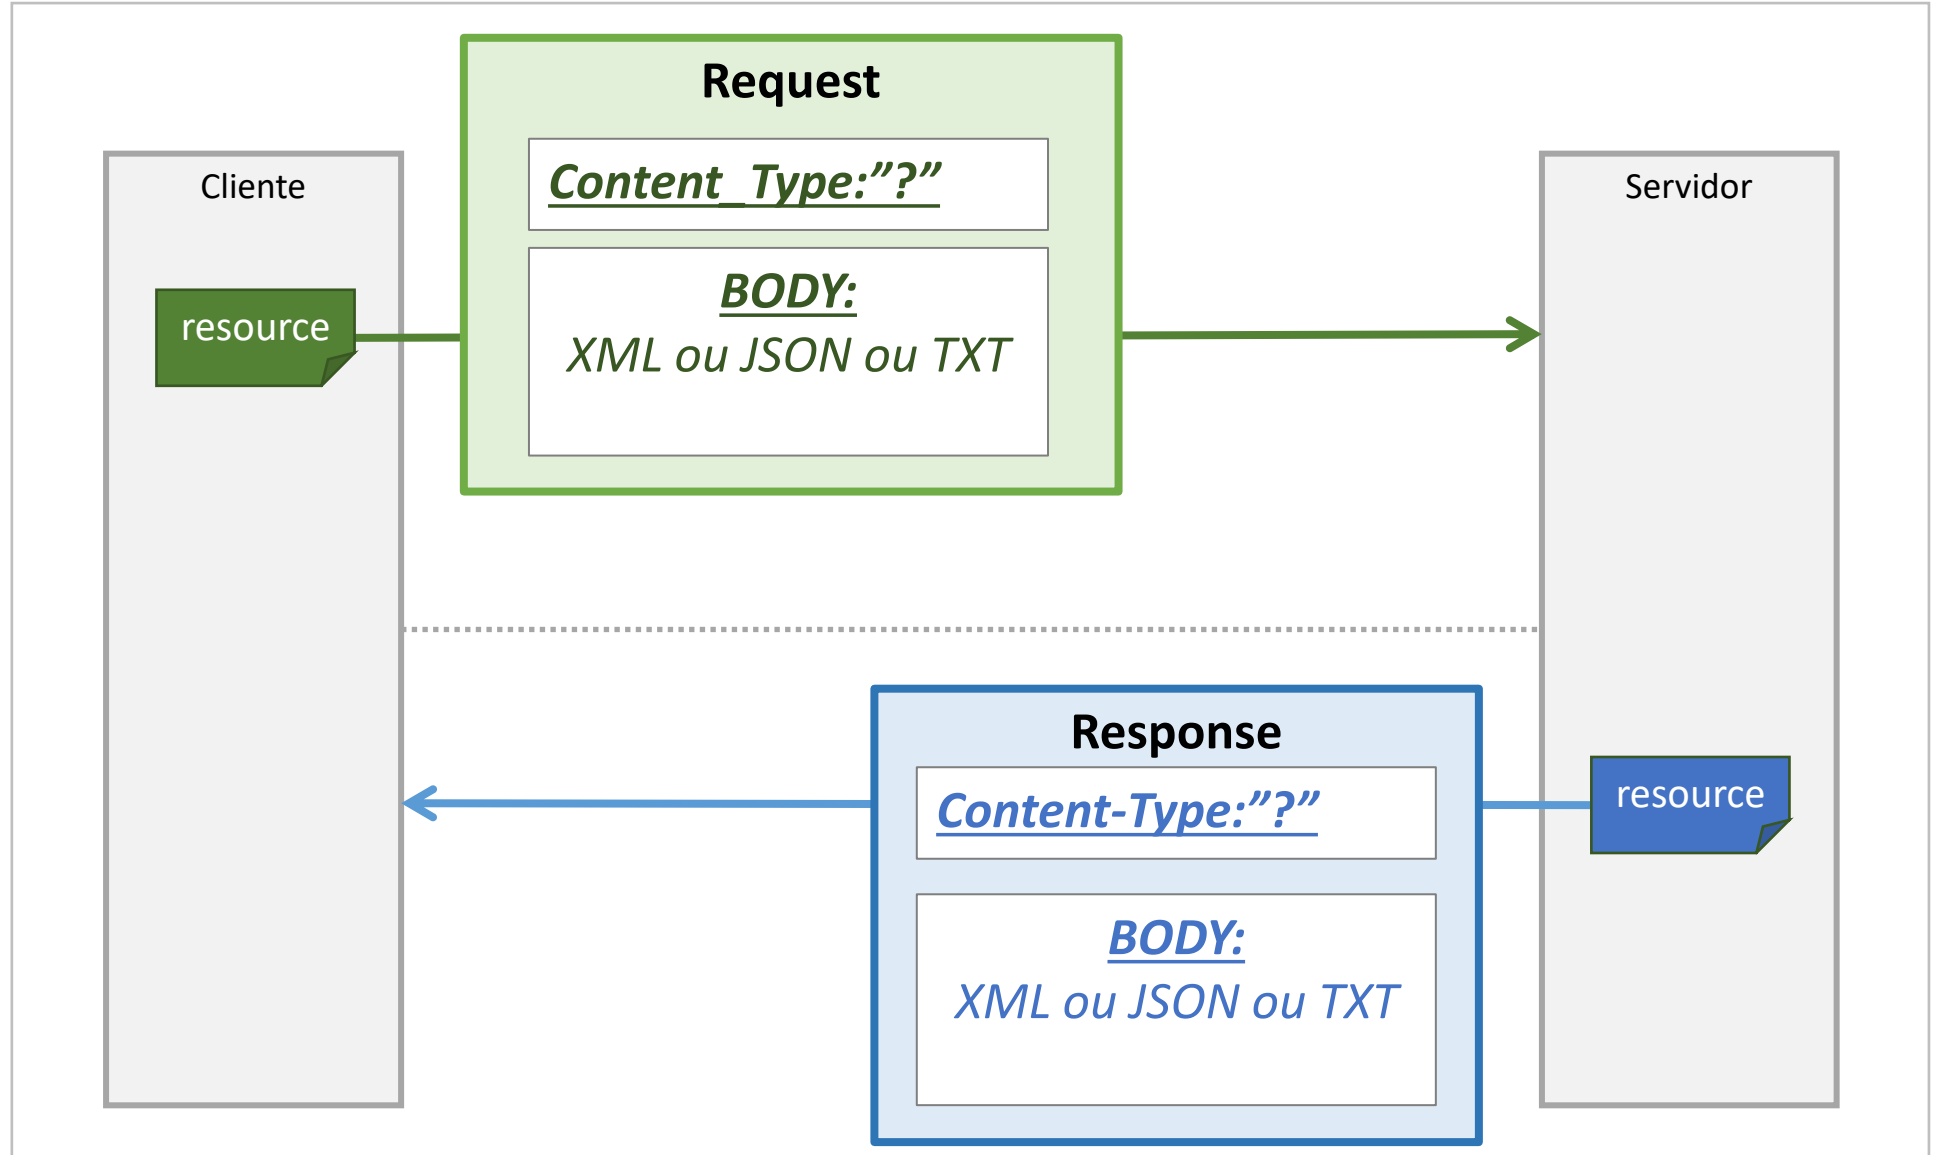 Request
Cliente
Content_Type:”?”
Servidor
resource
BODY:
XML ou JSON ou TXT
Response
resource
Content-Type:”?”
BODY:
XML ou JSON ou TXT